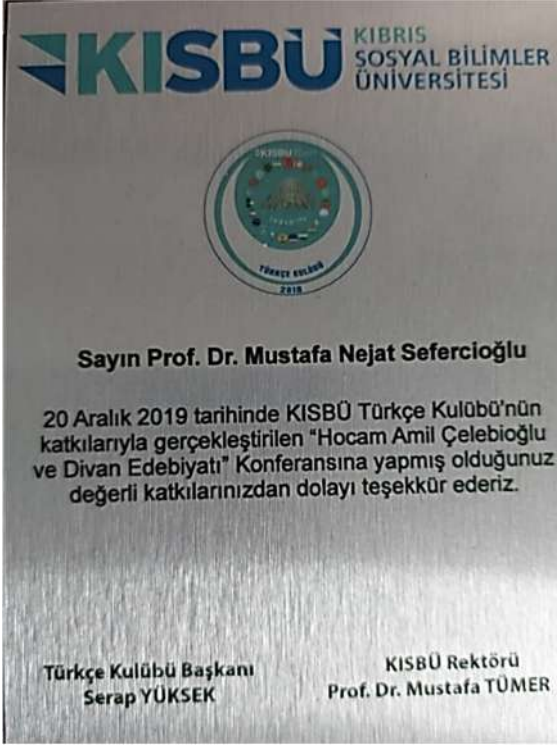 KISBÜ
KIBRIS
SOSYAL BİLİMLER
ÜNİVERSİTESİ
KISBÜ
TÜRKÇE KULÜBÜ
2019
Sayın Prof. Dr. Mustafa Nejat Sefercioğlu
20 Aralık 2019 tarihinde KISBÜ Türkçe Kulübü'nün
katkılarıyla gerçekleştirilen “Hocam Amil Çelebioğlu
ve Divan Edebiyatı” Konferansına yapmış olduğunuz
değerli katkılarınızdan dolayı teşekkür ederiz.
Türkçe Kulübü Başkanı
Serap YÜKSEK
KISBÜ Rektörü
Prof. Dr. Mustafa TÜMER